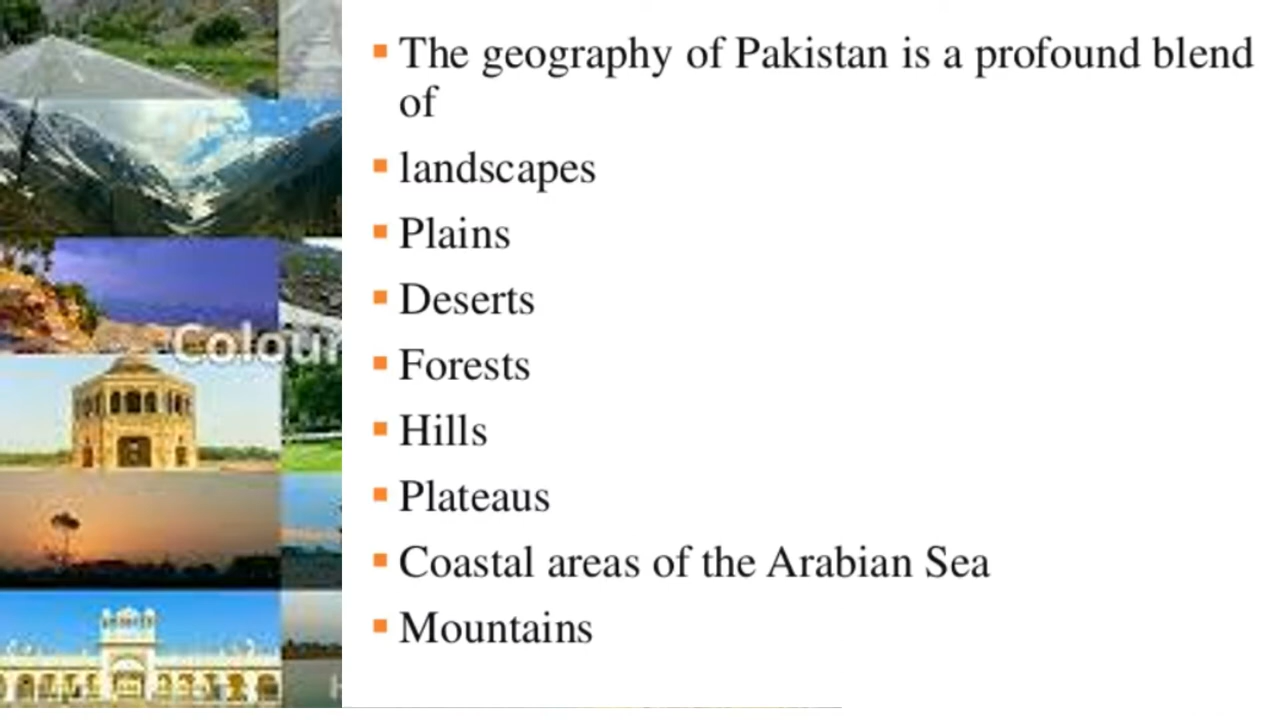 The geography of Pakistan is a profound blend
of
landscapes
Plains
Deserts
Forests
Hills
Plateaus
Coastal areas of the Arabian Sea
Mountains
Colour